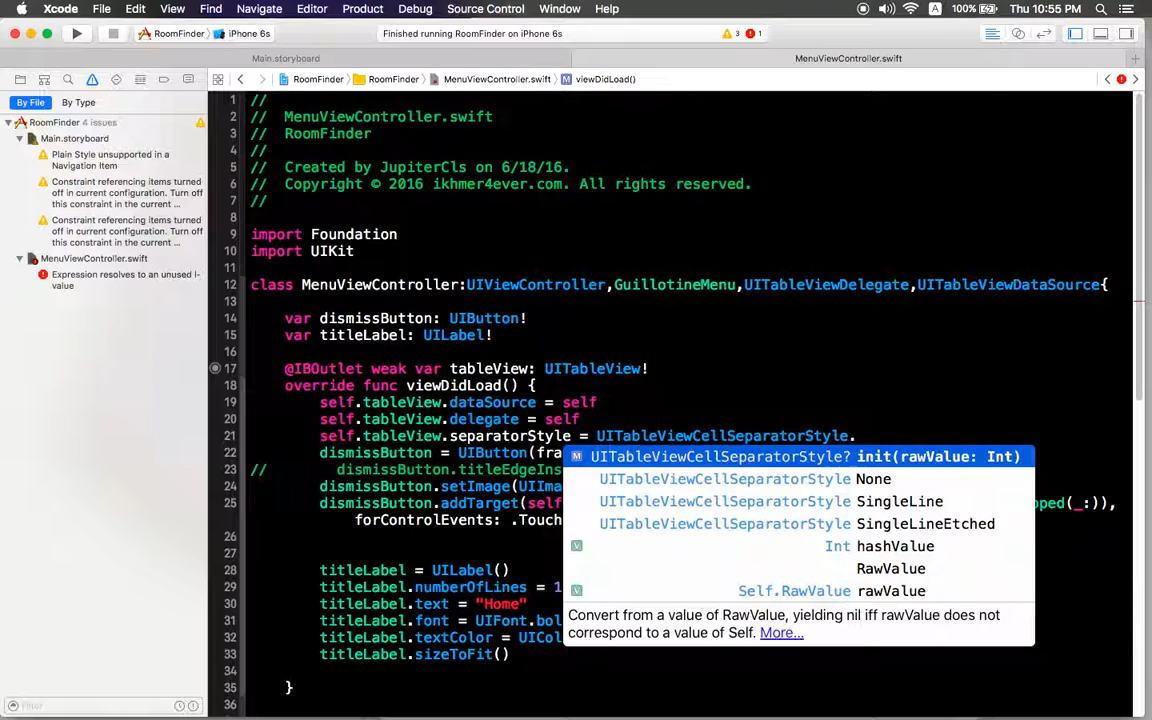 Xcode File Edit View Find Navigate Editor Product Debug Source Control Window Help A 100% Thu 10:55 PM
RoomFinder iPhone 6s Finished running RoomFinder on iPhone 6s 3 1
Main.storyboard MenuViewController.swift
RoomFinder RoomFinder MenuViewController.swift M viewDidLoad()
By File By Type
RoomFinder 4 issues
Main.storyboard
Plain Style unsupported in a
Navigation Item
Constraint referencing items turned
off in current configuration. Turn off
this constraint in the current ...
Constraint referencing items turned
off in current configuration. Turn off
this constraint in the current ...
MenuViewController.swift
Expression resolves to an unused l-
value
Filter
1 //
2 // MenuViewController.swift
3 // RoomFinder
4 //
5 // Created by JupiterCls on 6/18/16.
6 // Copyright © 2016 ikhmer4ever.com. All rights reserved.
7 //
8
9 import Foundation
10 import UIKit
11
12 class MenuViewController:UIViewController,GuillotineMenu,UITableViewDelegate,UITableViewDataSource{
13
14 var dismissButton: UIButton!
15 var titleLabel: UILabel!
16
17 @IBOutlet weak var tableView: UITableView!
18 override func viewDidLoad() {
19 self.tableView.dataSource = self
20 self.tableView.delegate = self
21 self.tableView.separatorStyle = UITableViewCellSeparatorStyle.
22 dismissButton = UIButton(fra
23 // dismissButton.titleEdgeIns
24 dismissButton.setImage(UIIma
25 dismissButton.addTarget(self pped(_:)),
forControlEvents: .Touch
26
27
28 titleLabel = UILabel()
29 titleLabel.numberOfLines = 1
30 titleLabel.text = "Home"
31 titleLabel.font = UIFont.bol
32 titleLabel.textColor = UICol
33 titleLabel.sizeToFit()
34
35 }
36
M UITableViewCellSeparatorStyle? init(rawValue: Int)
UITableViewCellSeparatorStyle None
UITableViewCellSeparatorStyle SingleLine
UITableViewCellSeparatorStyle SingleLineEtched
V Int hashValue
RawValue
V Self.RawValue rawValue
Convert from a value of RawValue, yielding nil iff rawValue does not
correspond to a value of Self. More...